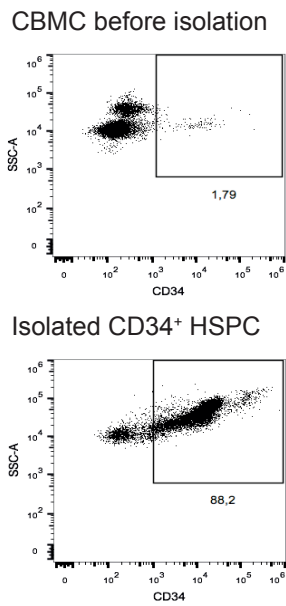 CBMC before isolation
10⁶
10⁵
10⁴
10³
10²
0
SSC-A
1,79
0 10² 10³ 10⁴ 10⁵ 10⁶
CD34
Isolated CD34⁺ HSPC
10⁶
10⁵
10⁴
10³
10²
0
SSC-A
88,2
0 10² 10³ 10⁴ 10⁵ 10⁶
CD34